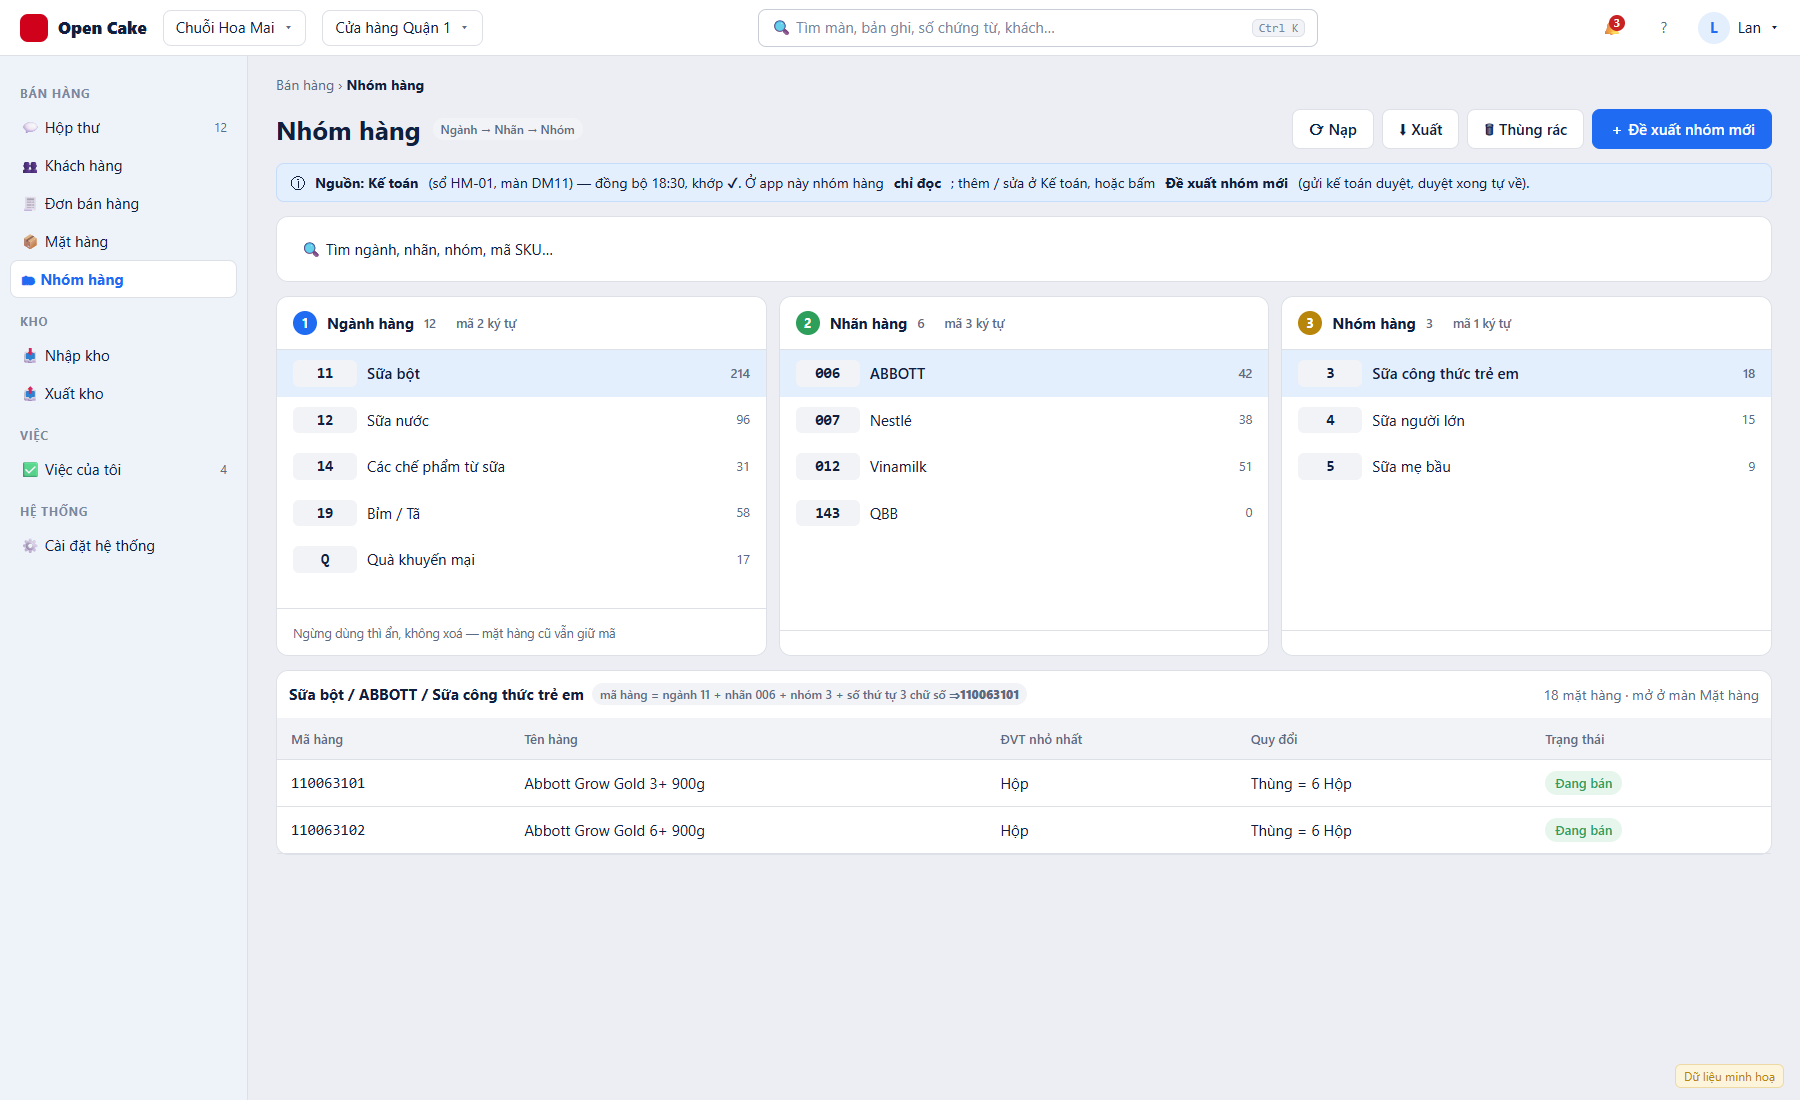 Open Cake
Chuỗi Hoa Mai
Cửa hàng Quận 1
Tìm màn, bản ghi, số chứng từ, khách...
Ctrl K
3
?
L
Lan
BÁN HÀNG
Hộp thư 12
Khách hàng
Đơn bán hàng
Mặt hàng
Nhóm hàng
KHO
Nhập kho
Xuất kho
VIỆC
Việc của tôi 4
HỆ THỐNG
Cài đặt hệ thống
Bán hàng › Nhóm hàng
Nhóm hàng
Ngành → Nhãn → Nhóm
⟳ Nạp
⬇ Xuất
Thùng rác
+ Đề xuất nhóm mới
ⓘ Nguồn: Kế toán (sổ HM-01, màn DM11) — đồng bộ 18:30, khớp ✓. Ở app này nhóm hàng chỉ đọc ; thêm / sửa ở Kế toán, hoặc bấm Đề xuất nhóm mới (gửi kế toán duyệt, duyệt xong tự về).
Tìm ngành, nhãn, nhóm, mã SKU...
1 Ngành hàng 12 mã 2 ký tự
11 Sữa bột 214
12 Sữa nước 96
14 Các chế phẩm từ sữa 31
19 Bỉm / Tã 58
Q Quà khuyến mại 17
Ngừng dùng thì ẩn, không xoá — mặt hàng cũ vẫn giữ mã
2 Nhãn hàng 6 mã 3 ký tự
006 ABBOTT 42
007 Nestlé 38
012 Vinamilk 51
143 QBB 0
3 Nhóm hàng 3 mã 1 ký tự
3 Sữa công thức trẻ em 18
4 Sữa người lớn 15
5 Sữa mẹ bầu 9
Sữa bột / ABBOTT / Sữa công thức trẻ em
mã hàng = ngành 11 + nhãn 006 + nhóm 3 + số thứ tự 3 chữ số ⇒110063101
18 mặt hàng · mở ở màn Mặt hàng
Mã hàng Tên hàng ĐVT nhỏ nhất Quy đổi Trạng thái
110063101 Abbott Grow Gold 3+ 900g Hộp Thùng = 6 Hộp Đang bán
110063102 Abbott Grow Gold 6+ 900g Hộp Thùng = 6 Hộp Đang bán
Dữ liệu minh hoạ